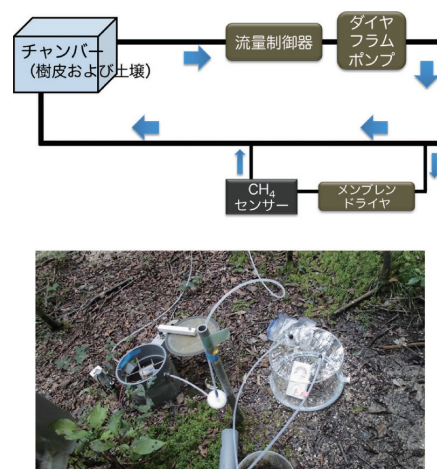 チャンバー
（樹皮および土壌）
流量制御器
ダイヤ
フラム
ポンプ
CH₄
センサー
メンブレン
ドライヤ